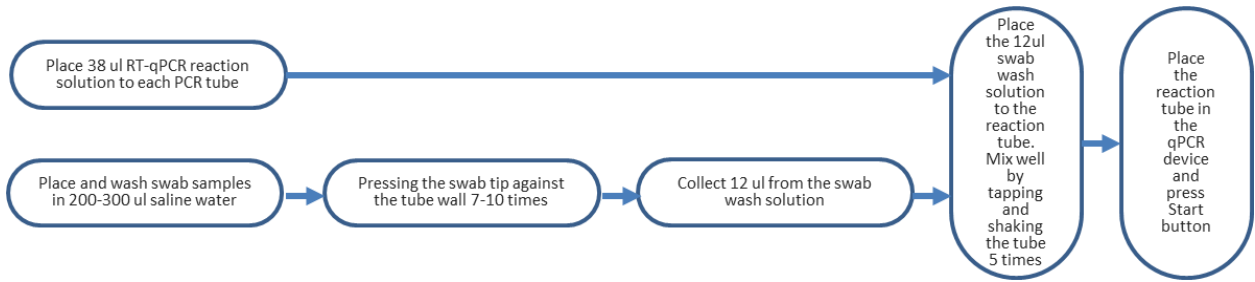 Place 38 ul RT-qPCR reaction
solution to each PCR tube
Place and wash swab samples
in 200-300 ul saline water
Pressing the swab tip against
the tube wall 7-10 times
Collect 12 ul from the swab
wash solution
Place
the 12ul
swab
wash
solution
to the
reaction
tube.
Mix well
by
tapping
and
shaking
the tube
5 times
Place
the
reaction
tube in
the
qPCR
device
and
press
Start
button